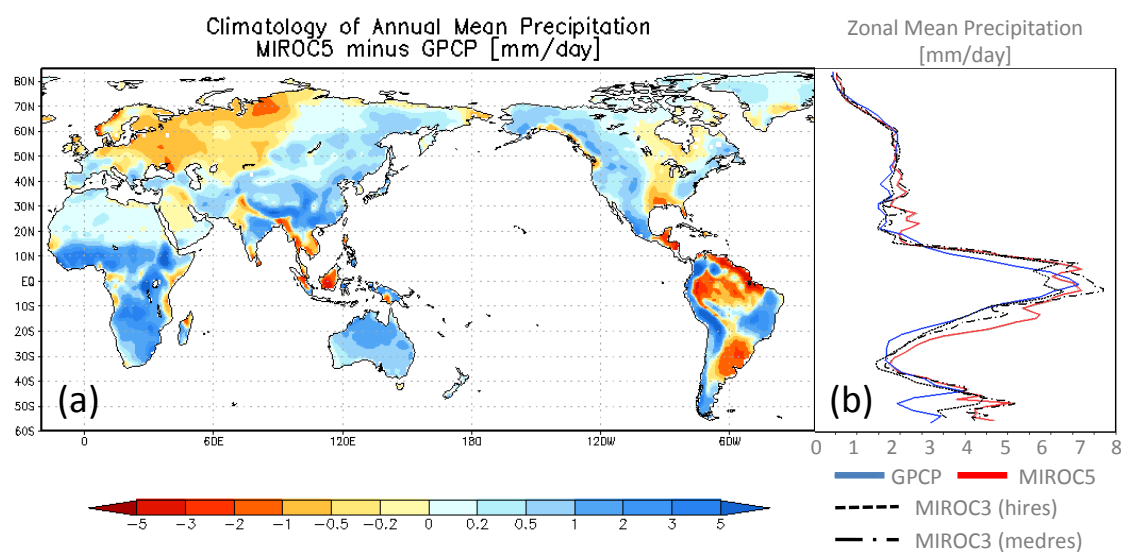 Climatology of Annual Mean Precipitation
MIROC5 minus GPCP [mm/day]
Zonal Mean Precipitation
[mm/day]
80N
70N
60N
50N
40N
30N
20N
10N
EQ
10S
20S
30S
40S
50S
60S
(a)
(b)
0 60E 120E 180 120W 60W
0 1 2 3 4 5 6 7 8
GPCP MIROC5
MIROC3 (hires)
MIROC3 (medres)
-5 -3 -2 -1 -0.5 -0.2 0 0.2 0.5 1 2 3 5